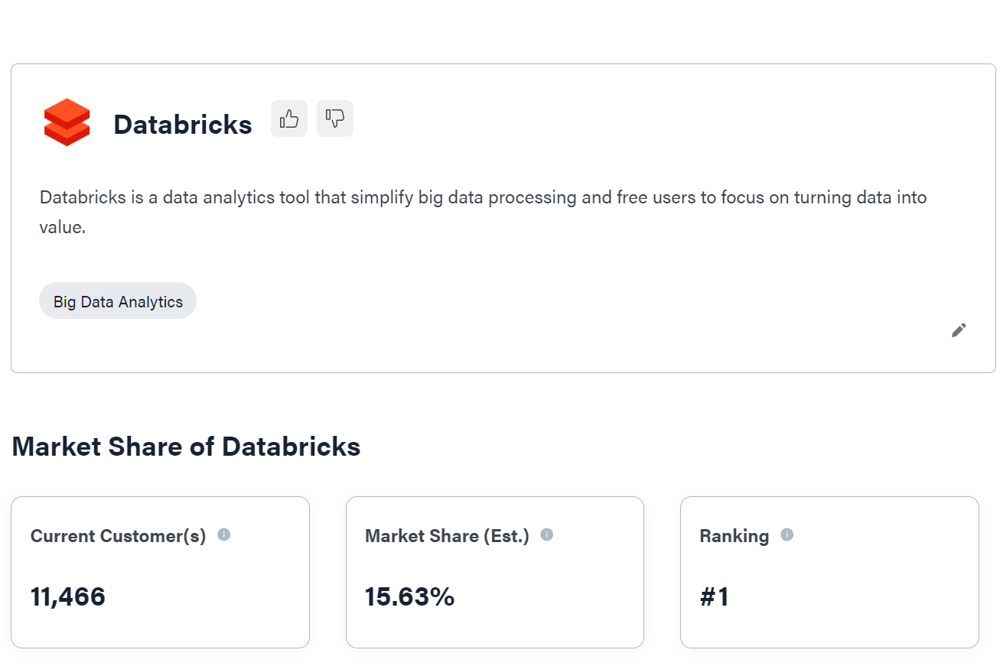 Databricks
Databricks is a data analytics tool that simplify big data processing and free users to focus on turning data into
value.
Big Data Analytics
Market Share of Databricks
Current Customer(s)
11,466
Market Share (Est.)
15.63%
Ranking
#1